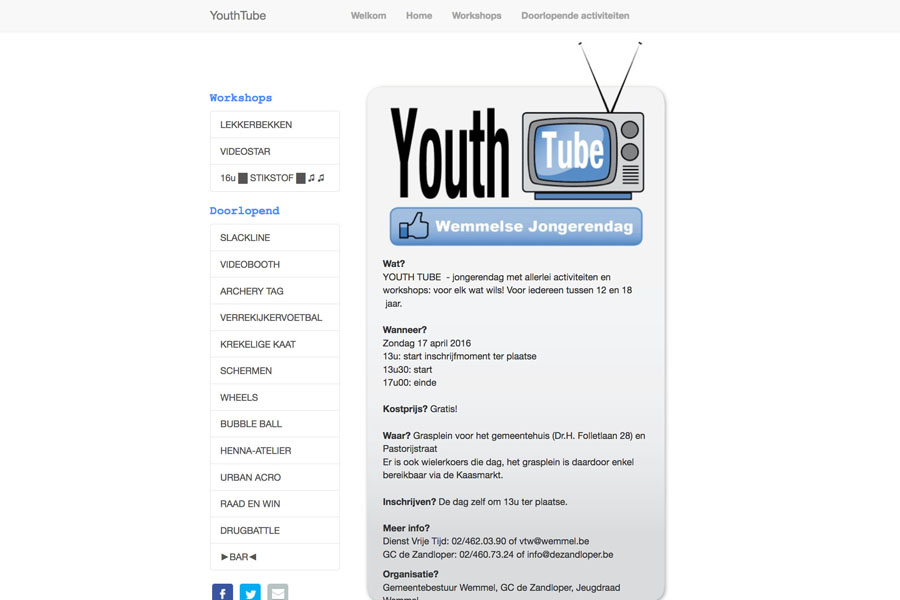 YouthTube
Welkom
Home
Workshops
Doorlopende activiteiten
Workshops
LEKKERBEKKEN
VIDEOSTAR
16u █ STIKSTOF █ ♫ ♫
Doorlopend
SLACKLINE
VIDEOBOOTH
ARCHERY TAG
VERREKIJKERVOETBAL
KREKELIGE KAAT
SCHERMEN
WHEELS
BUBBLE BALL
HENNA-ATELIER
URBAN ACRO
RAAD EN WIN
DRUGBATTLE
►BAR◄
Youth Tube
Wemmelse Jongerendag
Wat?
YOUTH TUBE - jongerendag met allerlei activiteiten en
workshops: voor elk wat wils! Voor iedereen tussen 12 en 18
jaar.
Wanneer?
Zondag 17 april 2016
13u: start inschrijfmoment ter plaatse
13u30: start
17u00: einde
Kostprijs? Gratis!
Waar? Grasplein voor het gemeentehuis (Dr.H. Folletlaan 28) en
Pastorijstraat
Er is ook wielerkoers die dag, het grasplein is daardoor enkel
bereikbaar via de Kaasmarkt.
Inschrijven? De dag zelf om 13u ter plaatse.
Meer info?
Dienst Vrije Tijd: 02/462.03.90 of vtw@wemmel.be
GC de Zandloper: 02/460.73.24 of info@dezandloper.be
Organisatie?
Gemeentebestuur Wemmel, GC de Zandloper, Jeugdraad
Wemmel